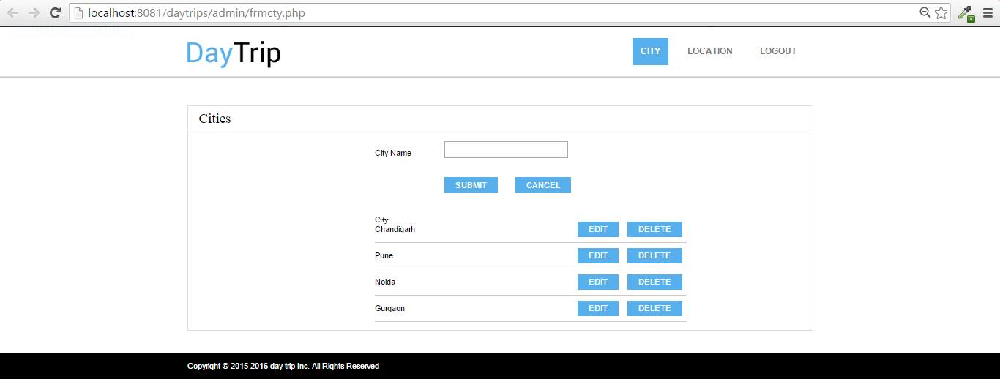 localhost:8081/daytrips/admin/frmcty.php
DayTrip
CITY LOCATION LOGOUT
Cities
City Name
SUBMIT CANCEL
City
Chandigarh EDIT DELETE
Pune EDIT DELETE
Noida EDIT DELETE
Gurgaon EDIT DELETE
Copyright © 2015-2016 day trip Inc. All Rights Reserved